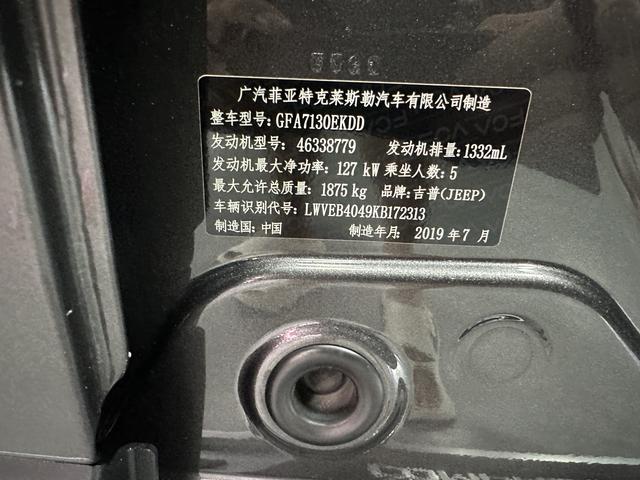 广汽菲亚特克莱斯勒汽车有限公司制造
整车型号: GFA7130EKDD
发动机型号: 46338779 发动机排量: 1332mL
发动机最大净功率: 127 kW 乘坐人数: 5
最大允许总质量: 1875 kg 品牌: 吉普(JEEP)
车辆识别代号: LWVEB4049KB172313
制造国: 中国 制造年月: 2019 年 7 月